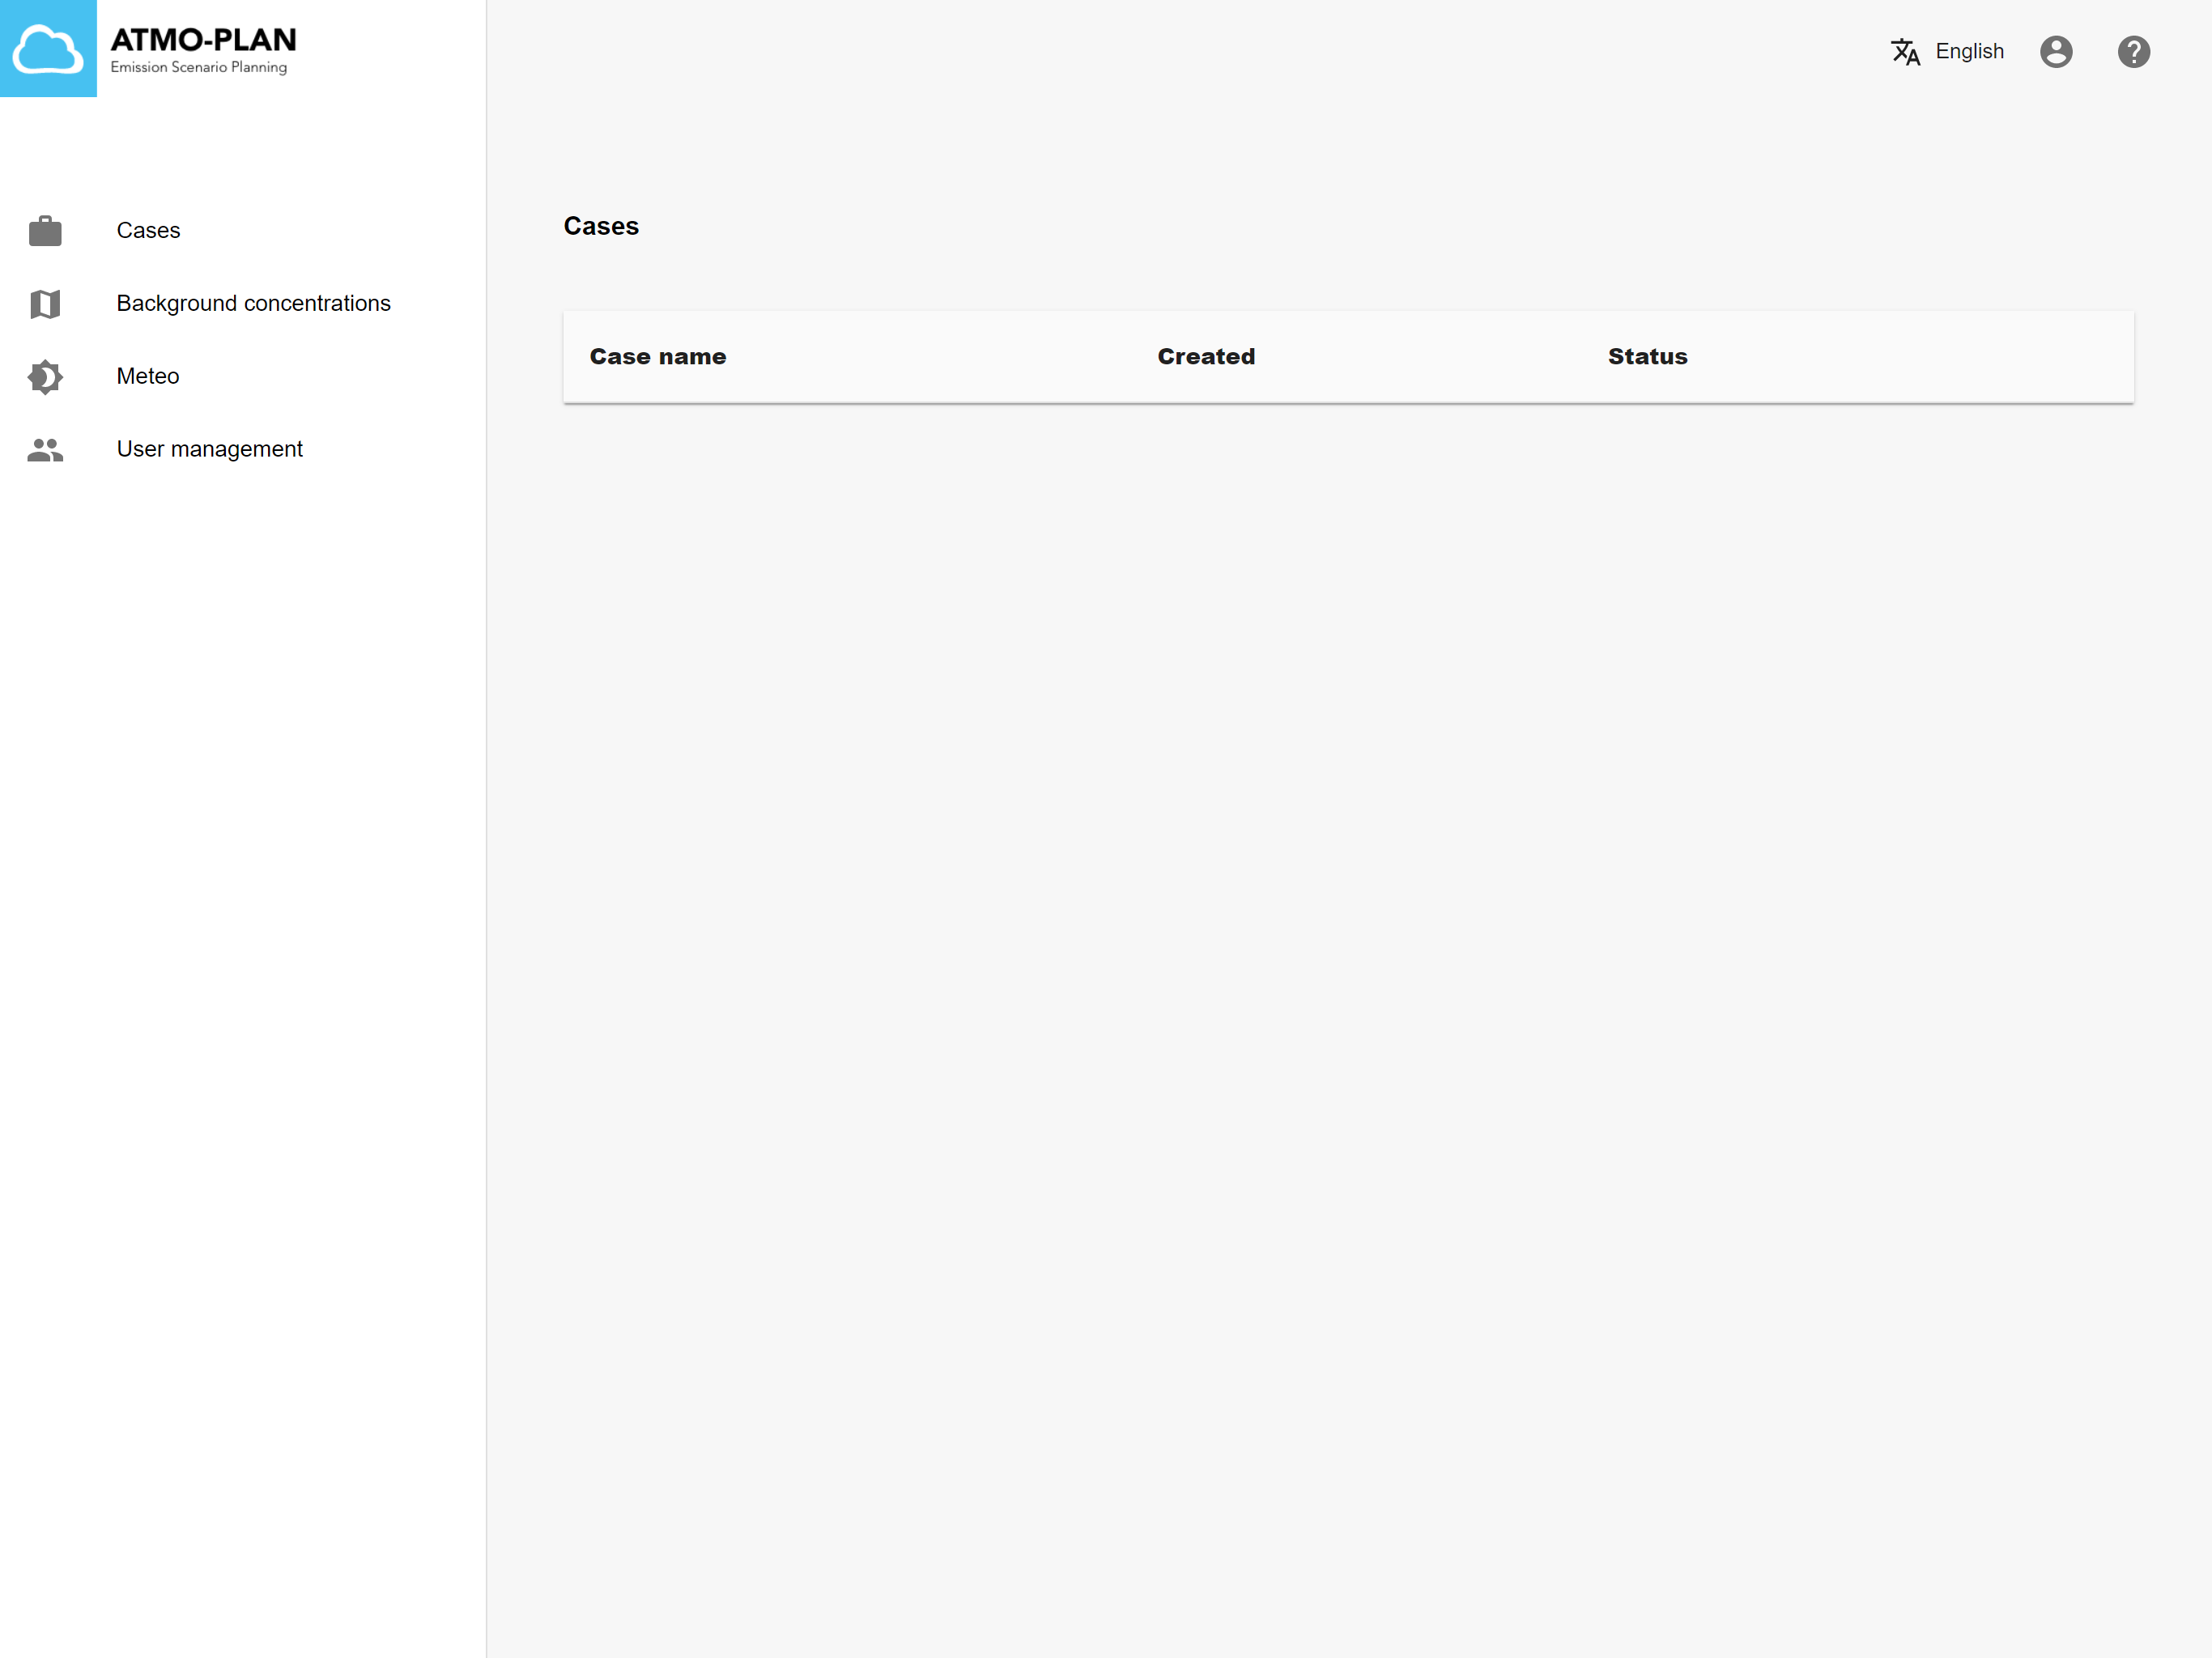 ATMO-PLAN
Emission Scenario Planning
English
Cases
Background concentrations
Meteo
User management
Cases
Case name Created Status